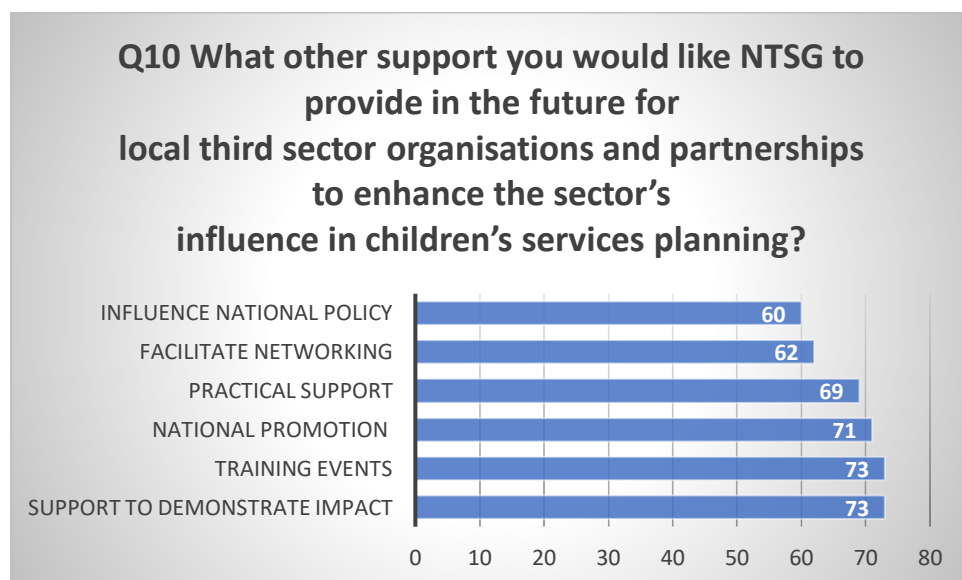 Q10 What other support you would like NTSG to
provide in the future for
local third sector organisations and partnerships
to enhance the sector’s
influence in children’s services planning?
INFLUENCE NATIONAL POLICY 60
FACILITATE NETWORKING 62
PRACTICAL SUPPORT 69
NATIONAL PROMOTION 71
TRAINING EVENTS 73
SUPPORT TO DEMONSTRATE IMPACT 73
0 10 20 30 40 50 60 70 80